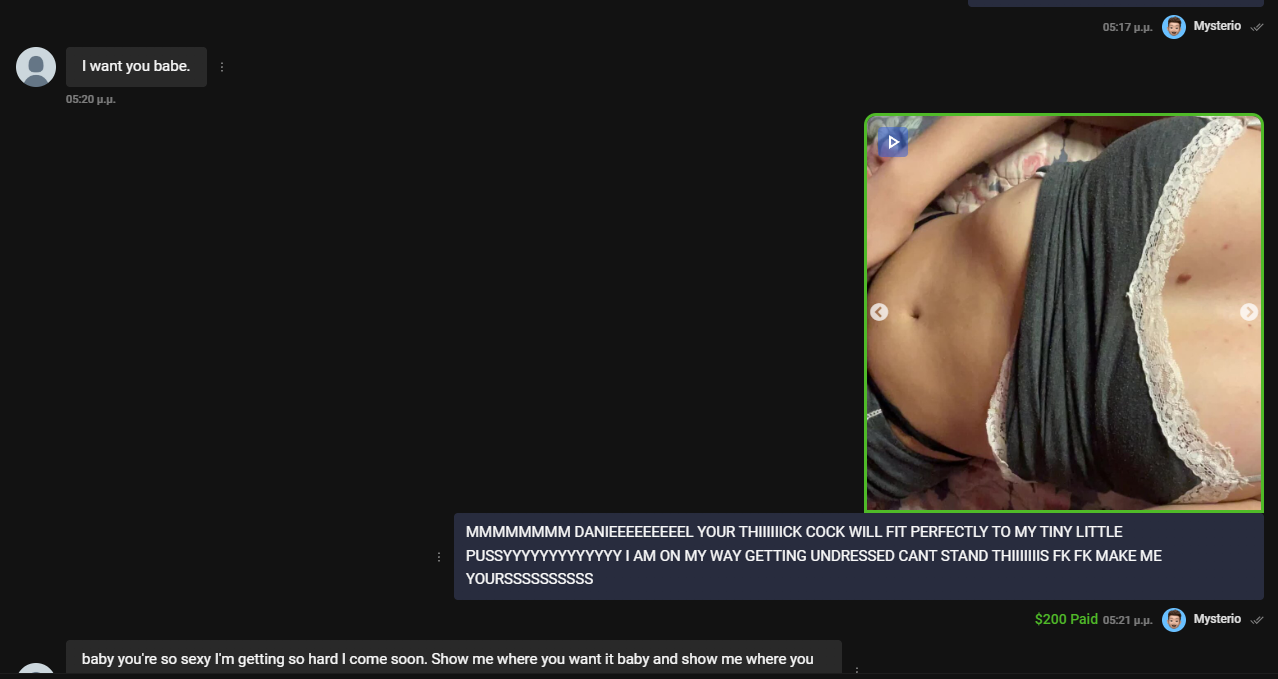 05:17 μ.μ. Mysterio
I want you babe.
05:20 μ.μ.
MMMMMMMM DANIEEEEEEEEEL YOUR THIIIIIICK COCK WILL FIT PERFECTLY TO MY TINY LITTLE
PUSSYYYYYYYYYYYYY I AM ON MY WAY GETTING UNDRESSED CANT STAND THIIIIIIIS FK FK MAKE ME
YOURSSSSSSSSSS
$200 Paid 05:21 μ.μ. Mysterio
baby you're so sexy I'm getting so hard I come soon. Show me where you want it baby and show me where you